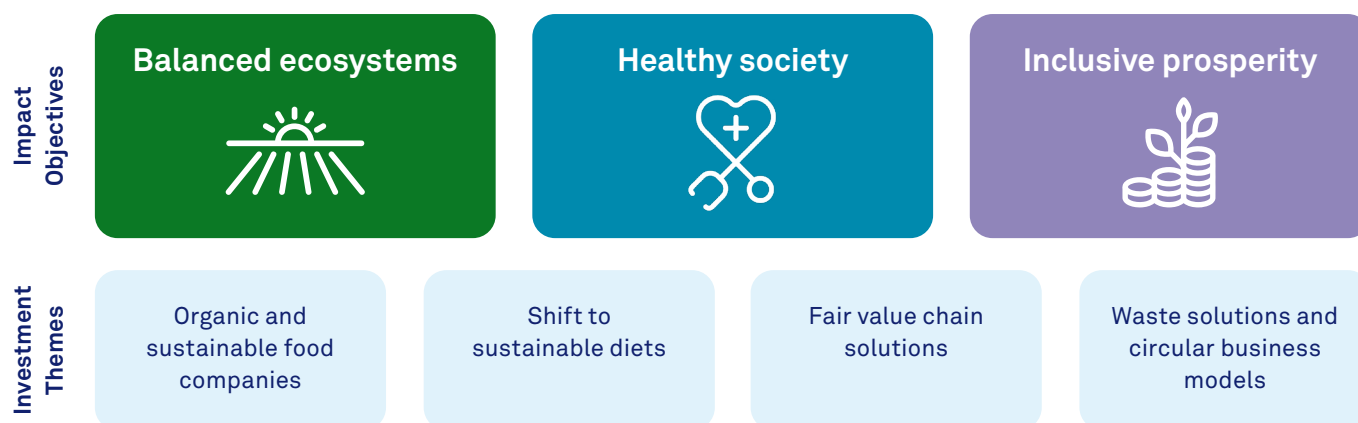 Impact
Objectives
Balanced ecosystems
Healthy society
Inclusive prosperity
Investment
Themes
Organic and
sustainable food
companies
Shift to
sustainable diets
Fair value chain
solutions
Waste solutions and
circular business
models